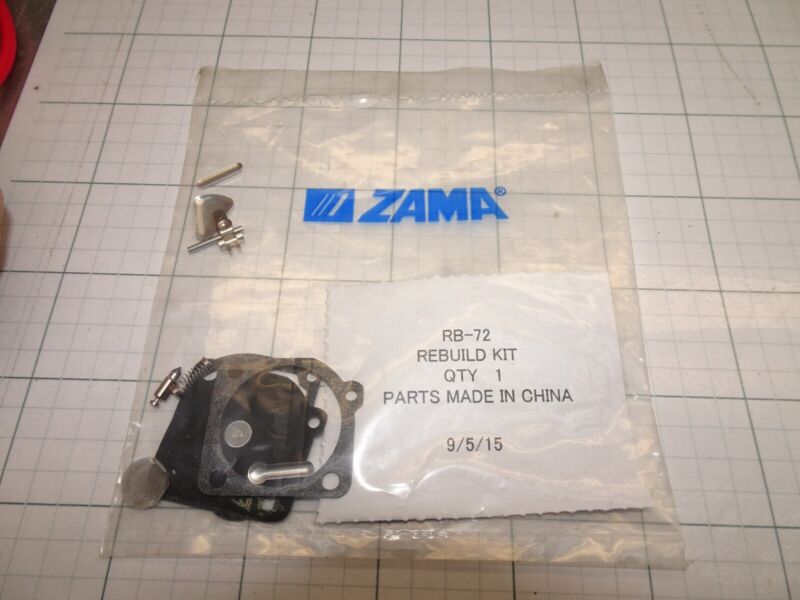 ZAMA®
RB-72
REBUILD KIT
QTY 1
PARTS MADE IN CHINA
9/5/15